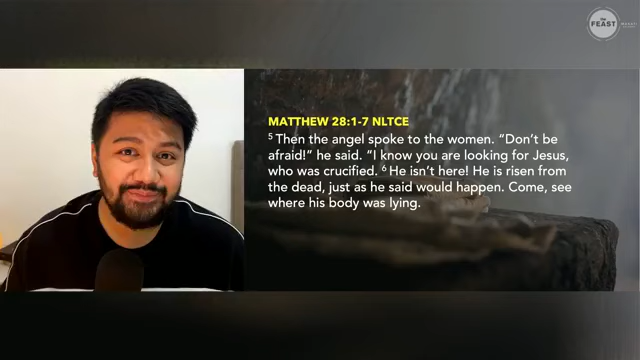 THE
FEAST
MATTHEW 28:1-7 NLTCE
5 Then the angel spoke to the women. “Don’t be
afraid!” he said. “I know you are looking for Jesus,
who was crucified. 6 He isn’t here! He is risen from
the dead, just as he said would happen. Come, see
where his body was lying.